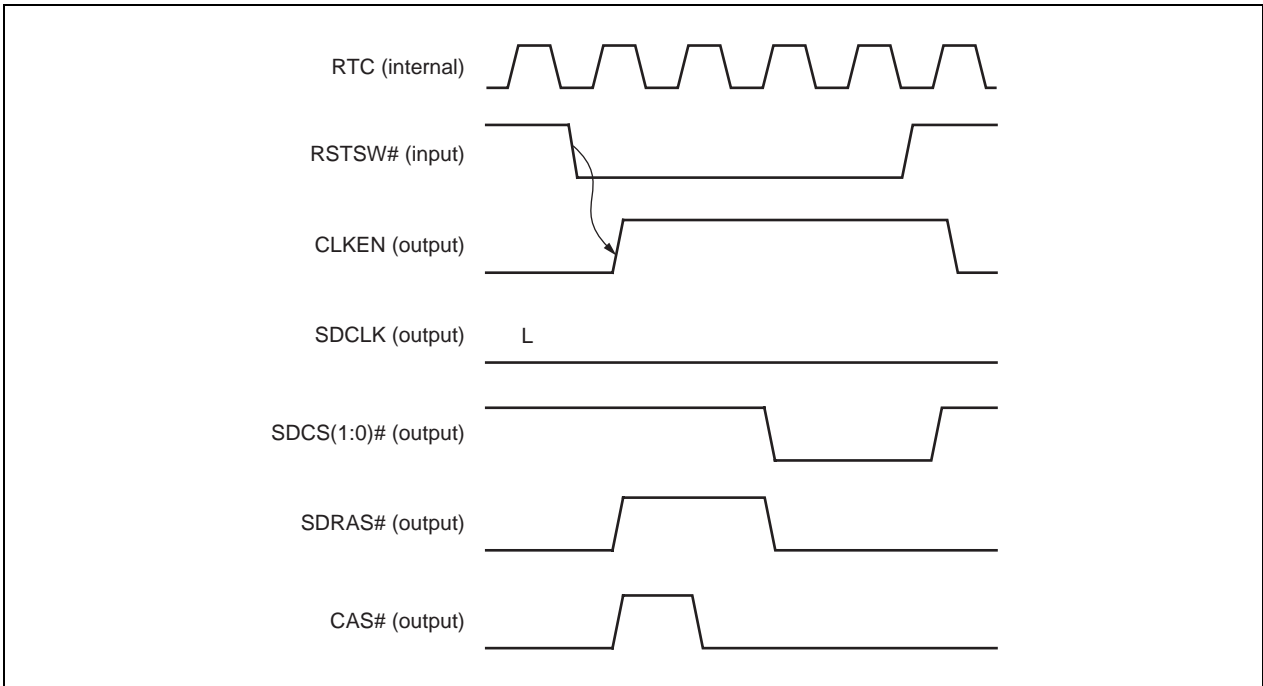 RTC (internal)
RSTSW# (input)
CLKEN (output)
SDCLK (output)
L
SDCS(1:0)# (output)
SDRAS# (output)
CAS# (output)